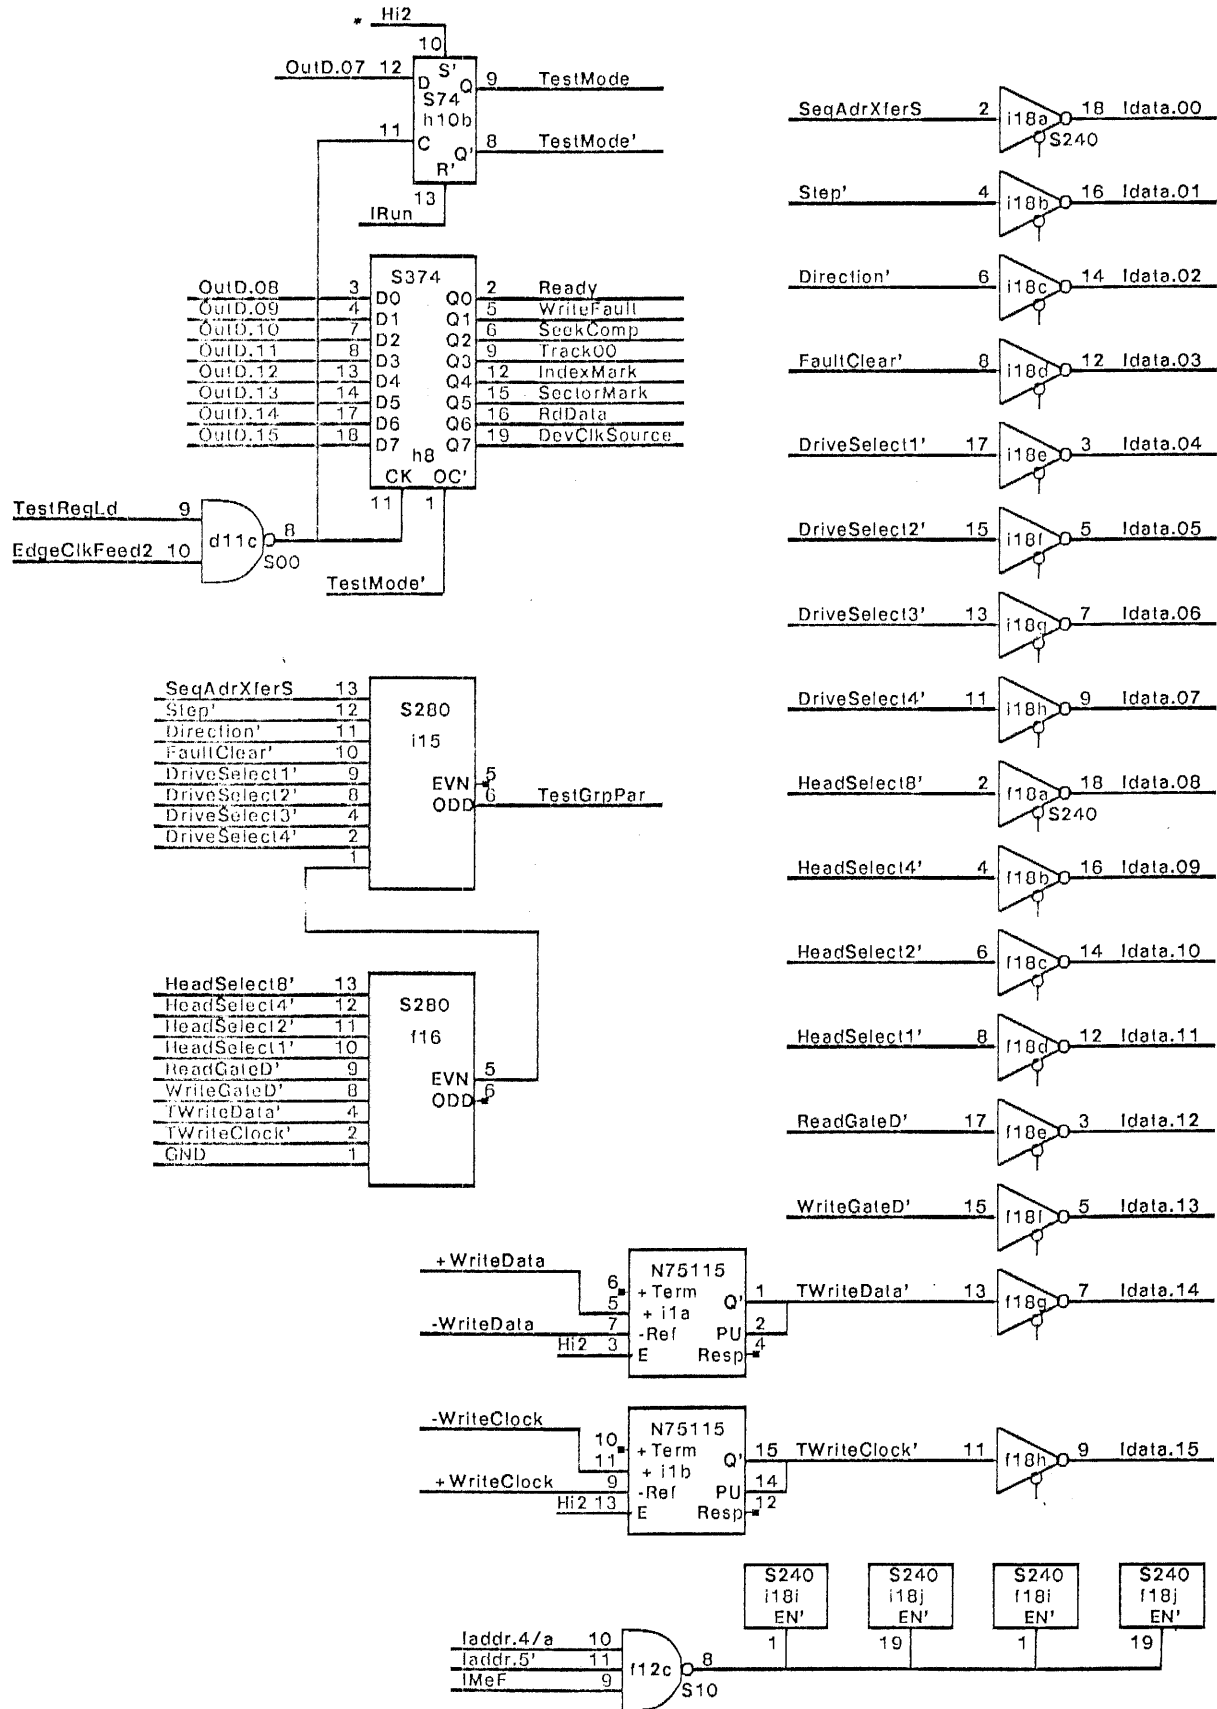 * Hi2
10
OutD.07 12 D S' Q 9 TestMode
S74
h10b
11 C Q' 8 TestMode'
R'
13
IRun
S374
OutD.08 3 D0 Q0 2 Ready
OutD.09 4 D1 Q1 5 WriteFault
OutD.10 7 D2 Q2 6 SeekComp
OutD.11 8 D3 Q3 9 Track00
OutD.12 13 D4 Q4 12 IndexMark
OutD.13 14 D5 Q5 15 SectorMark
OutD.14 17 D6 Q6 16 RdData
OutD.15 18 D7 Q7 19 DevClkSource
h8
CK OC'
11 1
TestRegLd 9
d11c 8
EdgeClkFeed2 10 S00
TestMode'
SeqAdrXferS 13
Step' 12
Direction' 11
FaultClear' 10
DriveSelect1' 9
DriveSelect2' 8
DriveSelect3' 4
DriveSelect4' 2
1
S280
i15
EVN 5
ODD 6 TestGrpPar
HeadSelect8' 13
HeadSelect4' 12
HeadSelect2' 11
HeadSelect1' 10
ReadGateD' 9
WriteGateD' 8
TWriteData' 4
TWriteClock' 2
GND 1
S280
f16
EVN 5
ODD 6
SeqAdrXferS 2 i18a 18 Idata.00
S240
Step' 4 i18b 16 Idata.01
Direction' 6 i18c 14 Idata.02
FaultClear' 8 i18d 12 Idata.03
DriveSelect1' 17 i18e 3 Idata.04
DriveSelect2' 15 i18f 5 Idata.05
DriveSelect3' 13 i18g 7 Idata.06
DriveSelect4' 11 i18h 9 Idata.07
HeadSelect8' 2 f18a 18 Idata.08
S240
HeadSelect4' 4 f18b 16 Idata.09
HeadSelect2' 6 f18c 14 Idata.10
HeadSelect1' 8 f18d 12 Idata.11
ReadGateD' 17 f18e 3 Idata.12
WriteGateD' 15 f18f 5 Idata.13
+WriteData
N75115
6 +Term Q' 1 TWriteData' 13 f18g 7 Idata.14
5 + i1a
-WriteData 7 -Ref PU 2
Hi2 3 E Resp 4
-WriteClock
N75115
10 +Term Q' 15 TWriteClock' 11 f18h 9 Idata.15
11 + i1b
+WriteClock 9 -Ref PU 14
Hi2 13 E Resp 12
S240 S240 S240 S240
i18i i18j f18i f18j
EN' EN' EN' EN'
1 19 1 19
Iaddr.4/a 10
Iaddr.5' 11 f12c 8
IMeF 9 S10